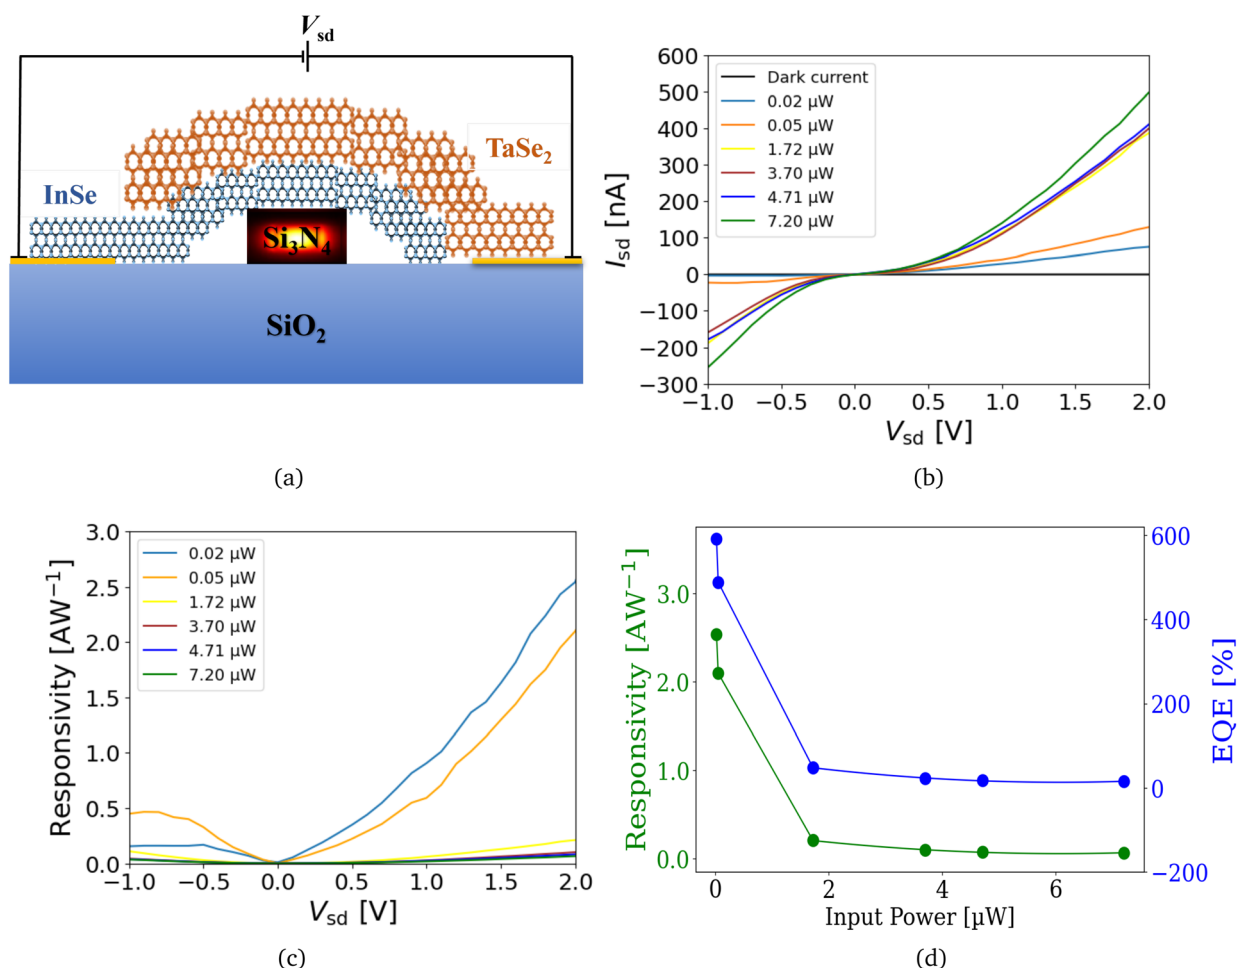 V_sd
TaSe₂
InSe
Si₃N₄
SiO₂
(a)
600
500
400
300
200
100
0
−100
−200
−300
I_sd [nA]
Dark current
0.02 μW
0.05 μW
1.72 μW
3.70 μW
4.71 μW
7.20 μW
−1.0 −0.5 0.0 0.5 1.0 1.5 2.0
V_sd [V]
(b)
3.0
2.5
2.0
1.5
1.0
0.5
0.0
Responsivity [AW⁻¹]
0.02 μW
0.05 μW
1.72 μW
3.70 μW
4.71 μW
7.20 μW
−1.0 −0.5 0.0 0.5 1.0 1.5 2.0
V_sd [V]
(c)
Responsivity [AW⁻¹]
3.0
2.0
1.0
0.0
600
400
200
0
−200
EQE [%]
0 2 4 6
Input Power [μW]
(d)